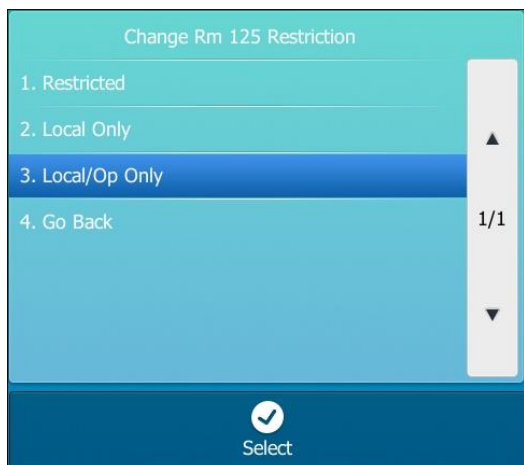 Change Rm 125 Restriction
1. Restricted
2. Local Only
3. Local/Op Only
4. Go Back
1/1
Select